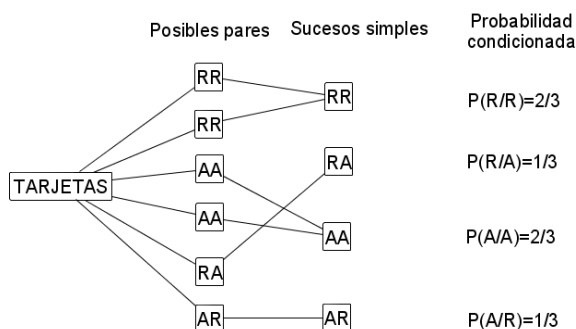 Posibles pares
Sucesos simples
Probabilidad
condicionada
RR
RR
P(R/R)=2/3
RR
RA
P(R/A)=1/3
AA
TARJETAS
AA
AA
P(A/A)=2/3
RA
AR
AR
P(A/R)=1/3